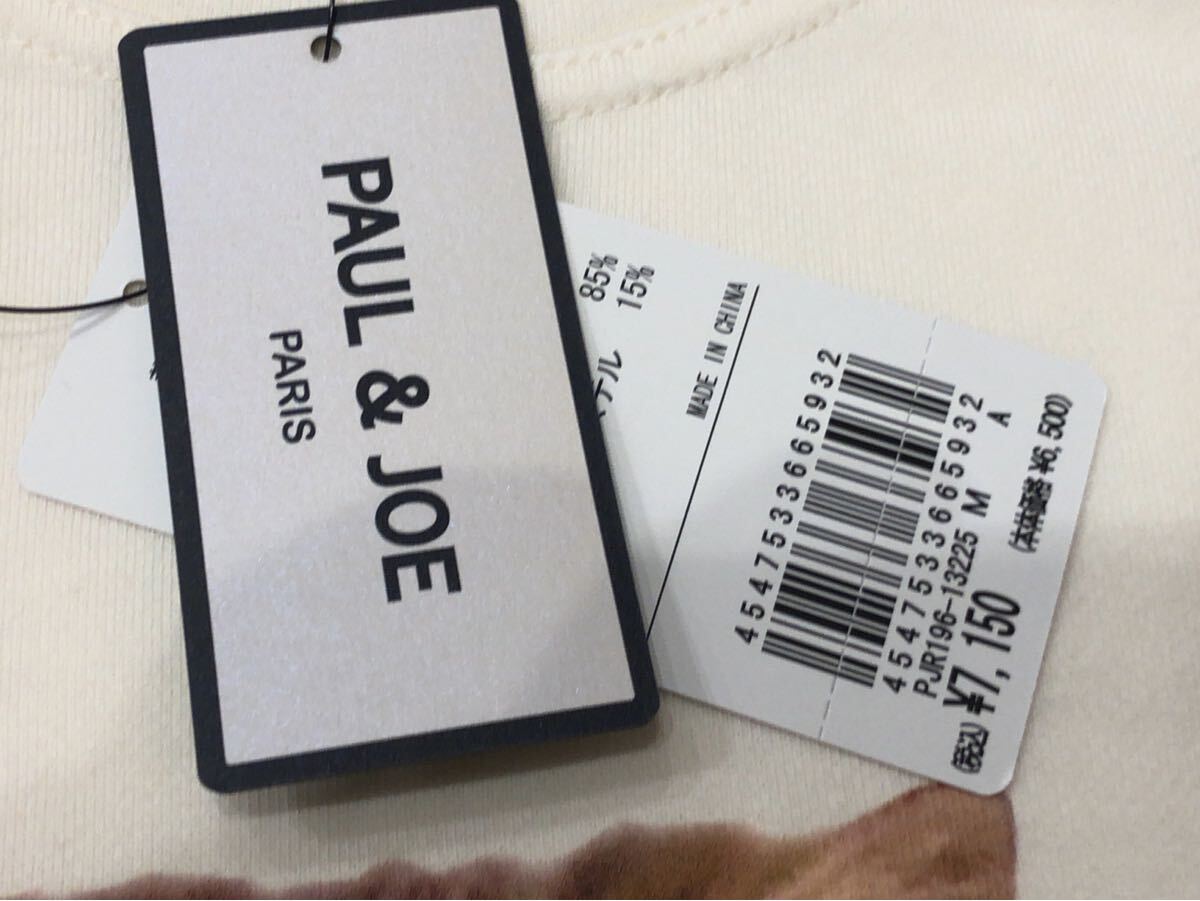 PAUL & JOE
PARIS
85%
テル 15%
MADE IN CHINA
4547533665932
4547533665932
PJR196-13225 M A
(税込) ¥7,150
(本体価格 ¥6,500)